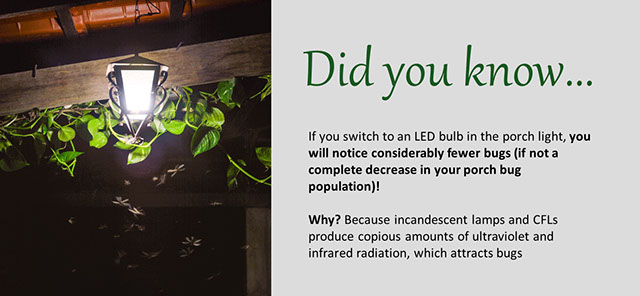 Did you know...
If you switch to an LED bulb in the porch light, you
will notice considerably fewer bugs (if not a
complete decrease in your porch bug
population)!
Why? Because incandescent lamps and CFLs
produce copious amounts of ultraviolet and
infrared radiation, which attracts bugs